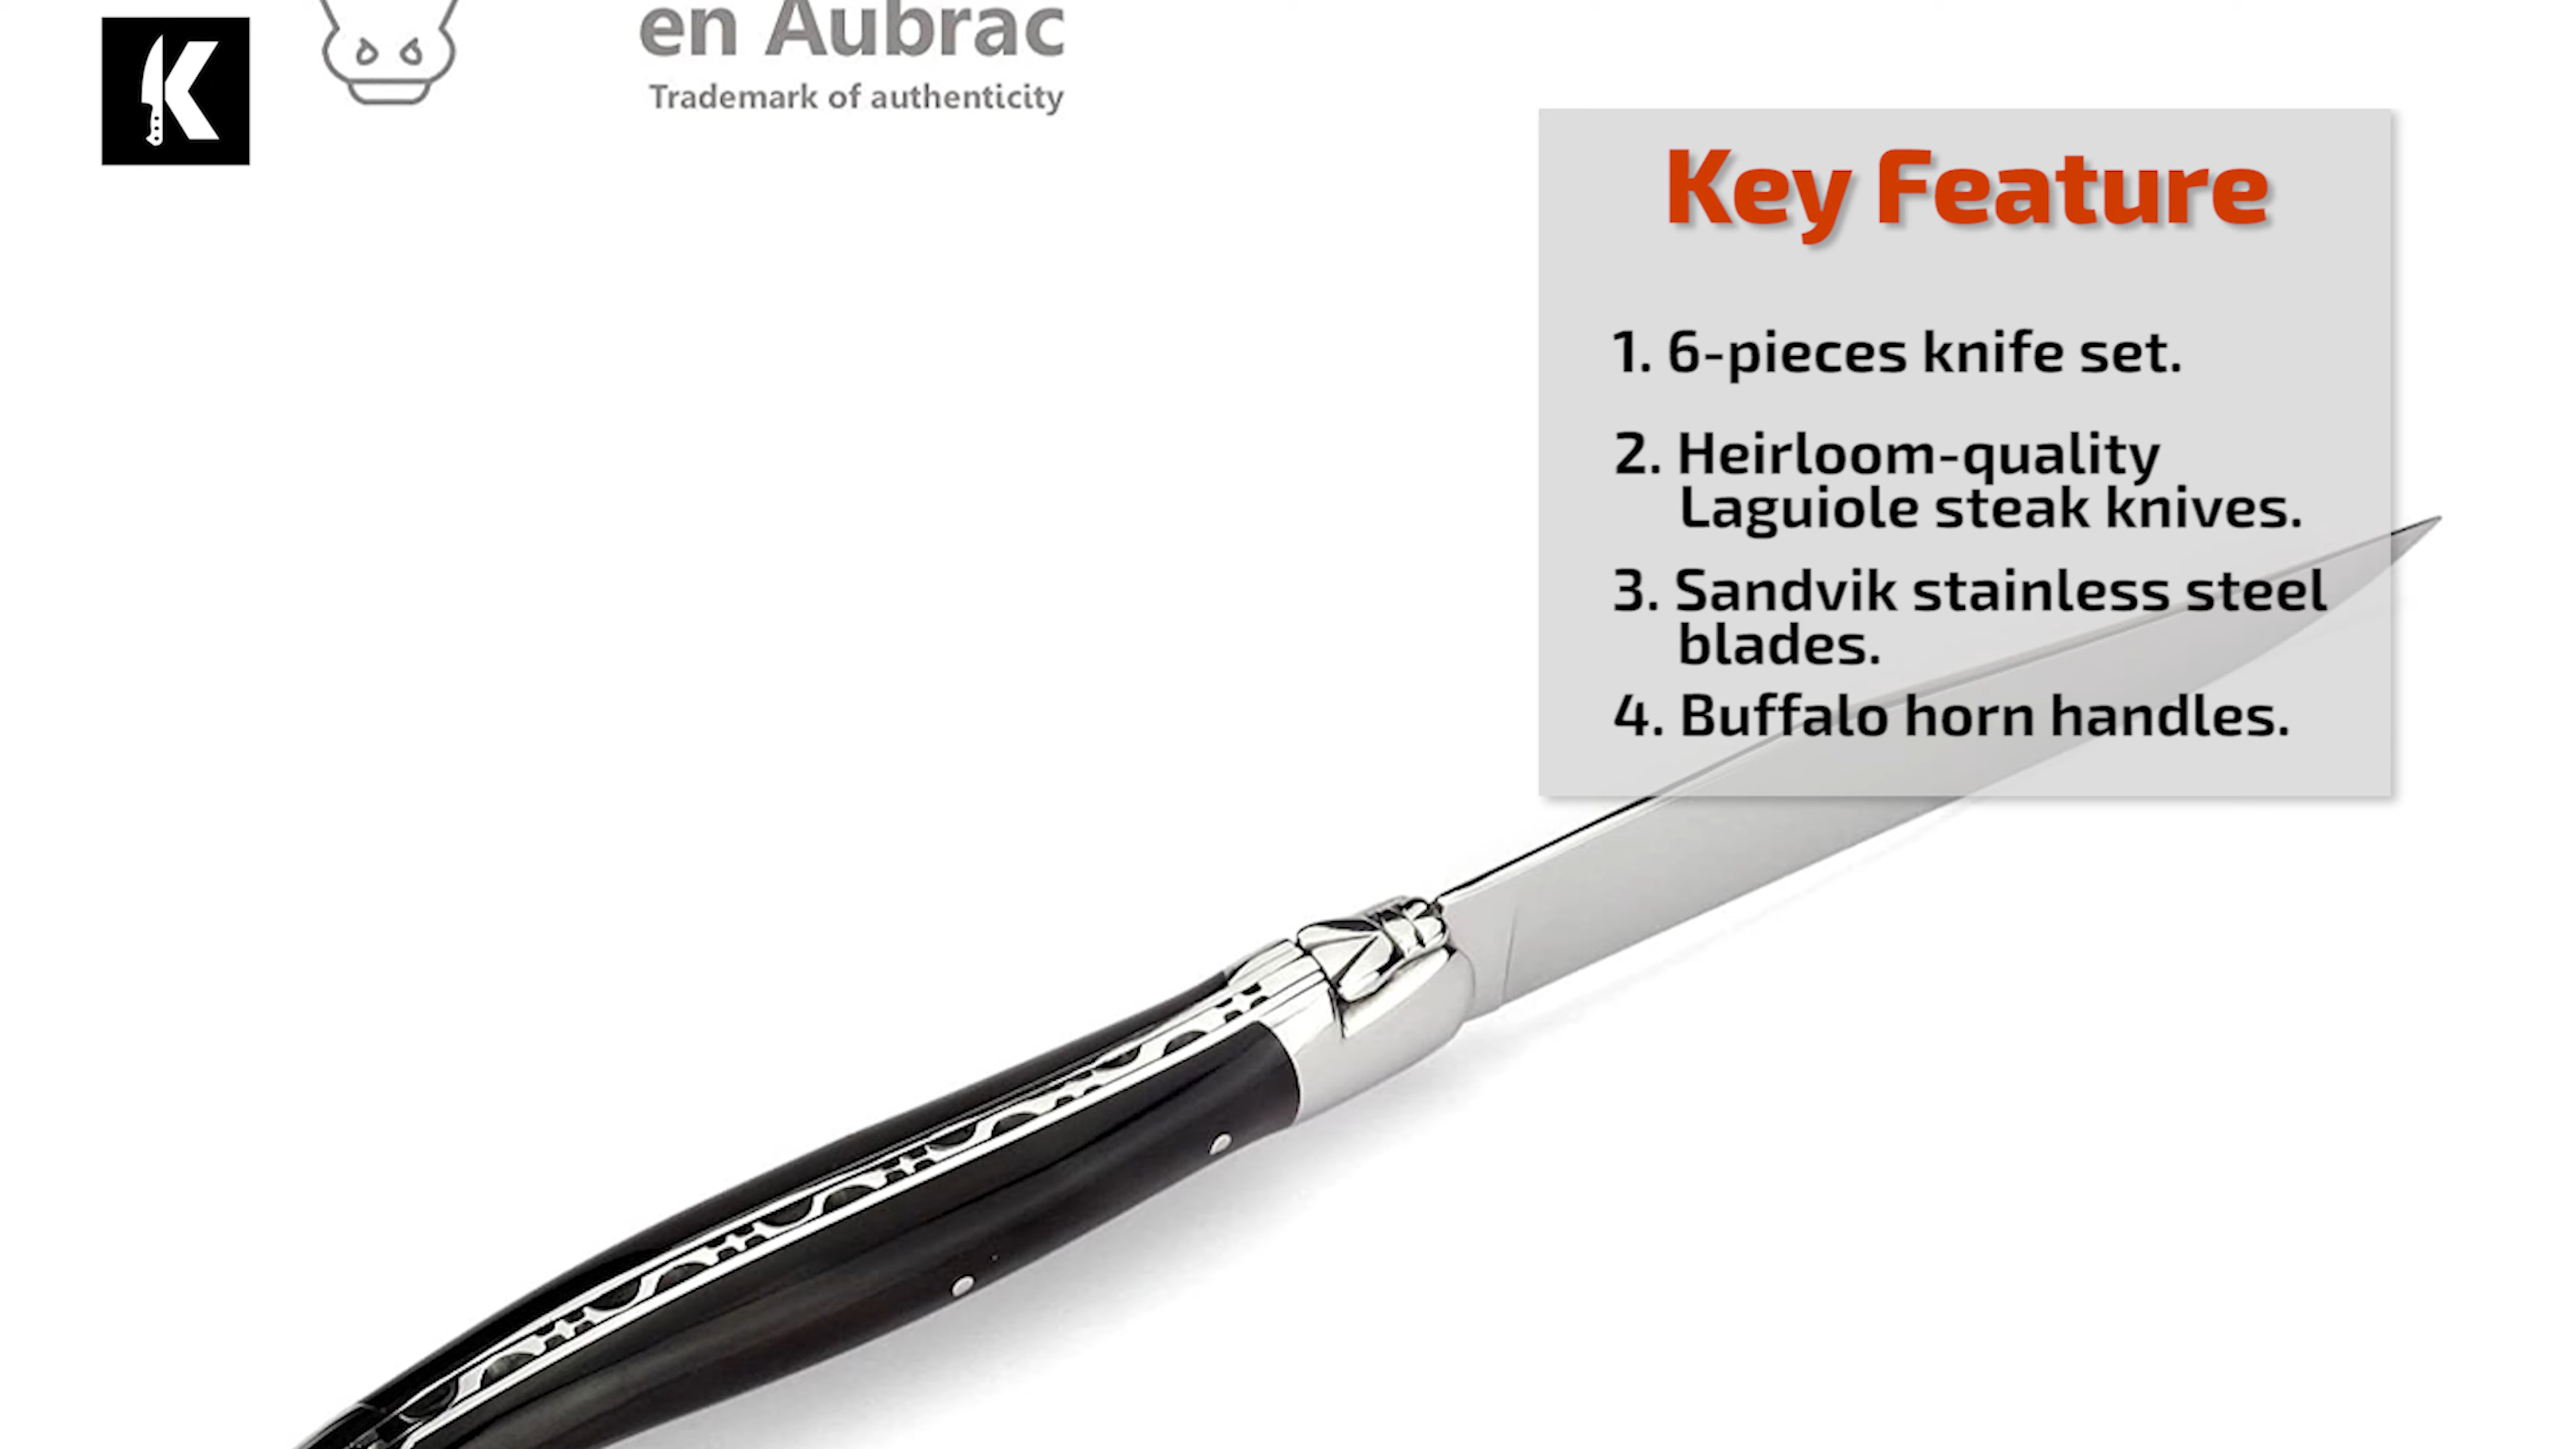 K
en Aubrac
Trademark of authenticity
Key Feature
1. 6-pieces knife set.
2. Heirloom-quality
Laguiole steak knives.
3. Sandvik stainless steel
blades.
4. Buffalo horn handles.